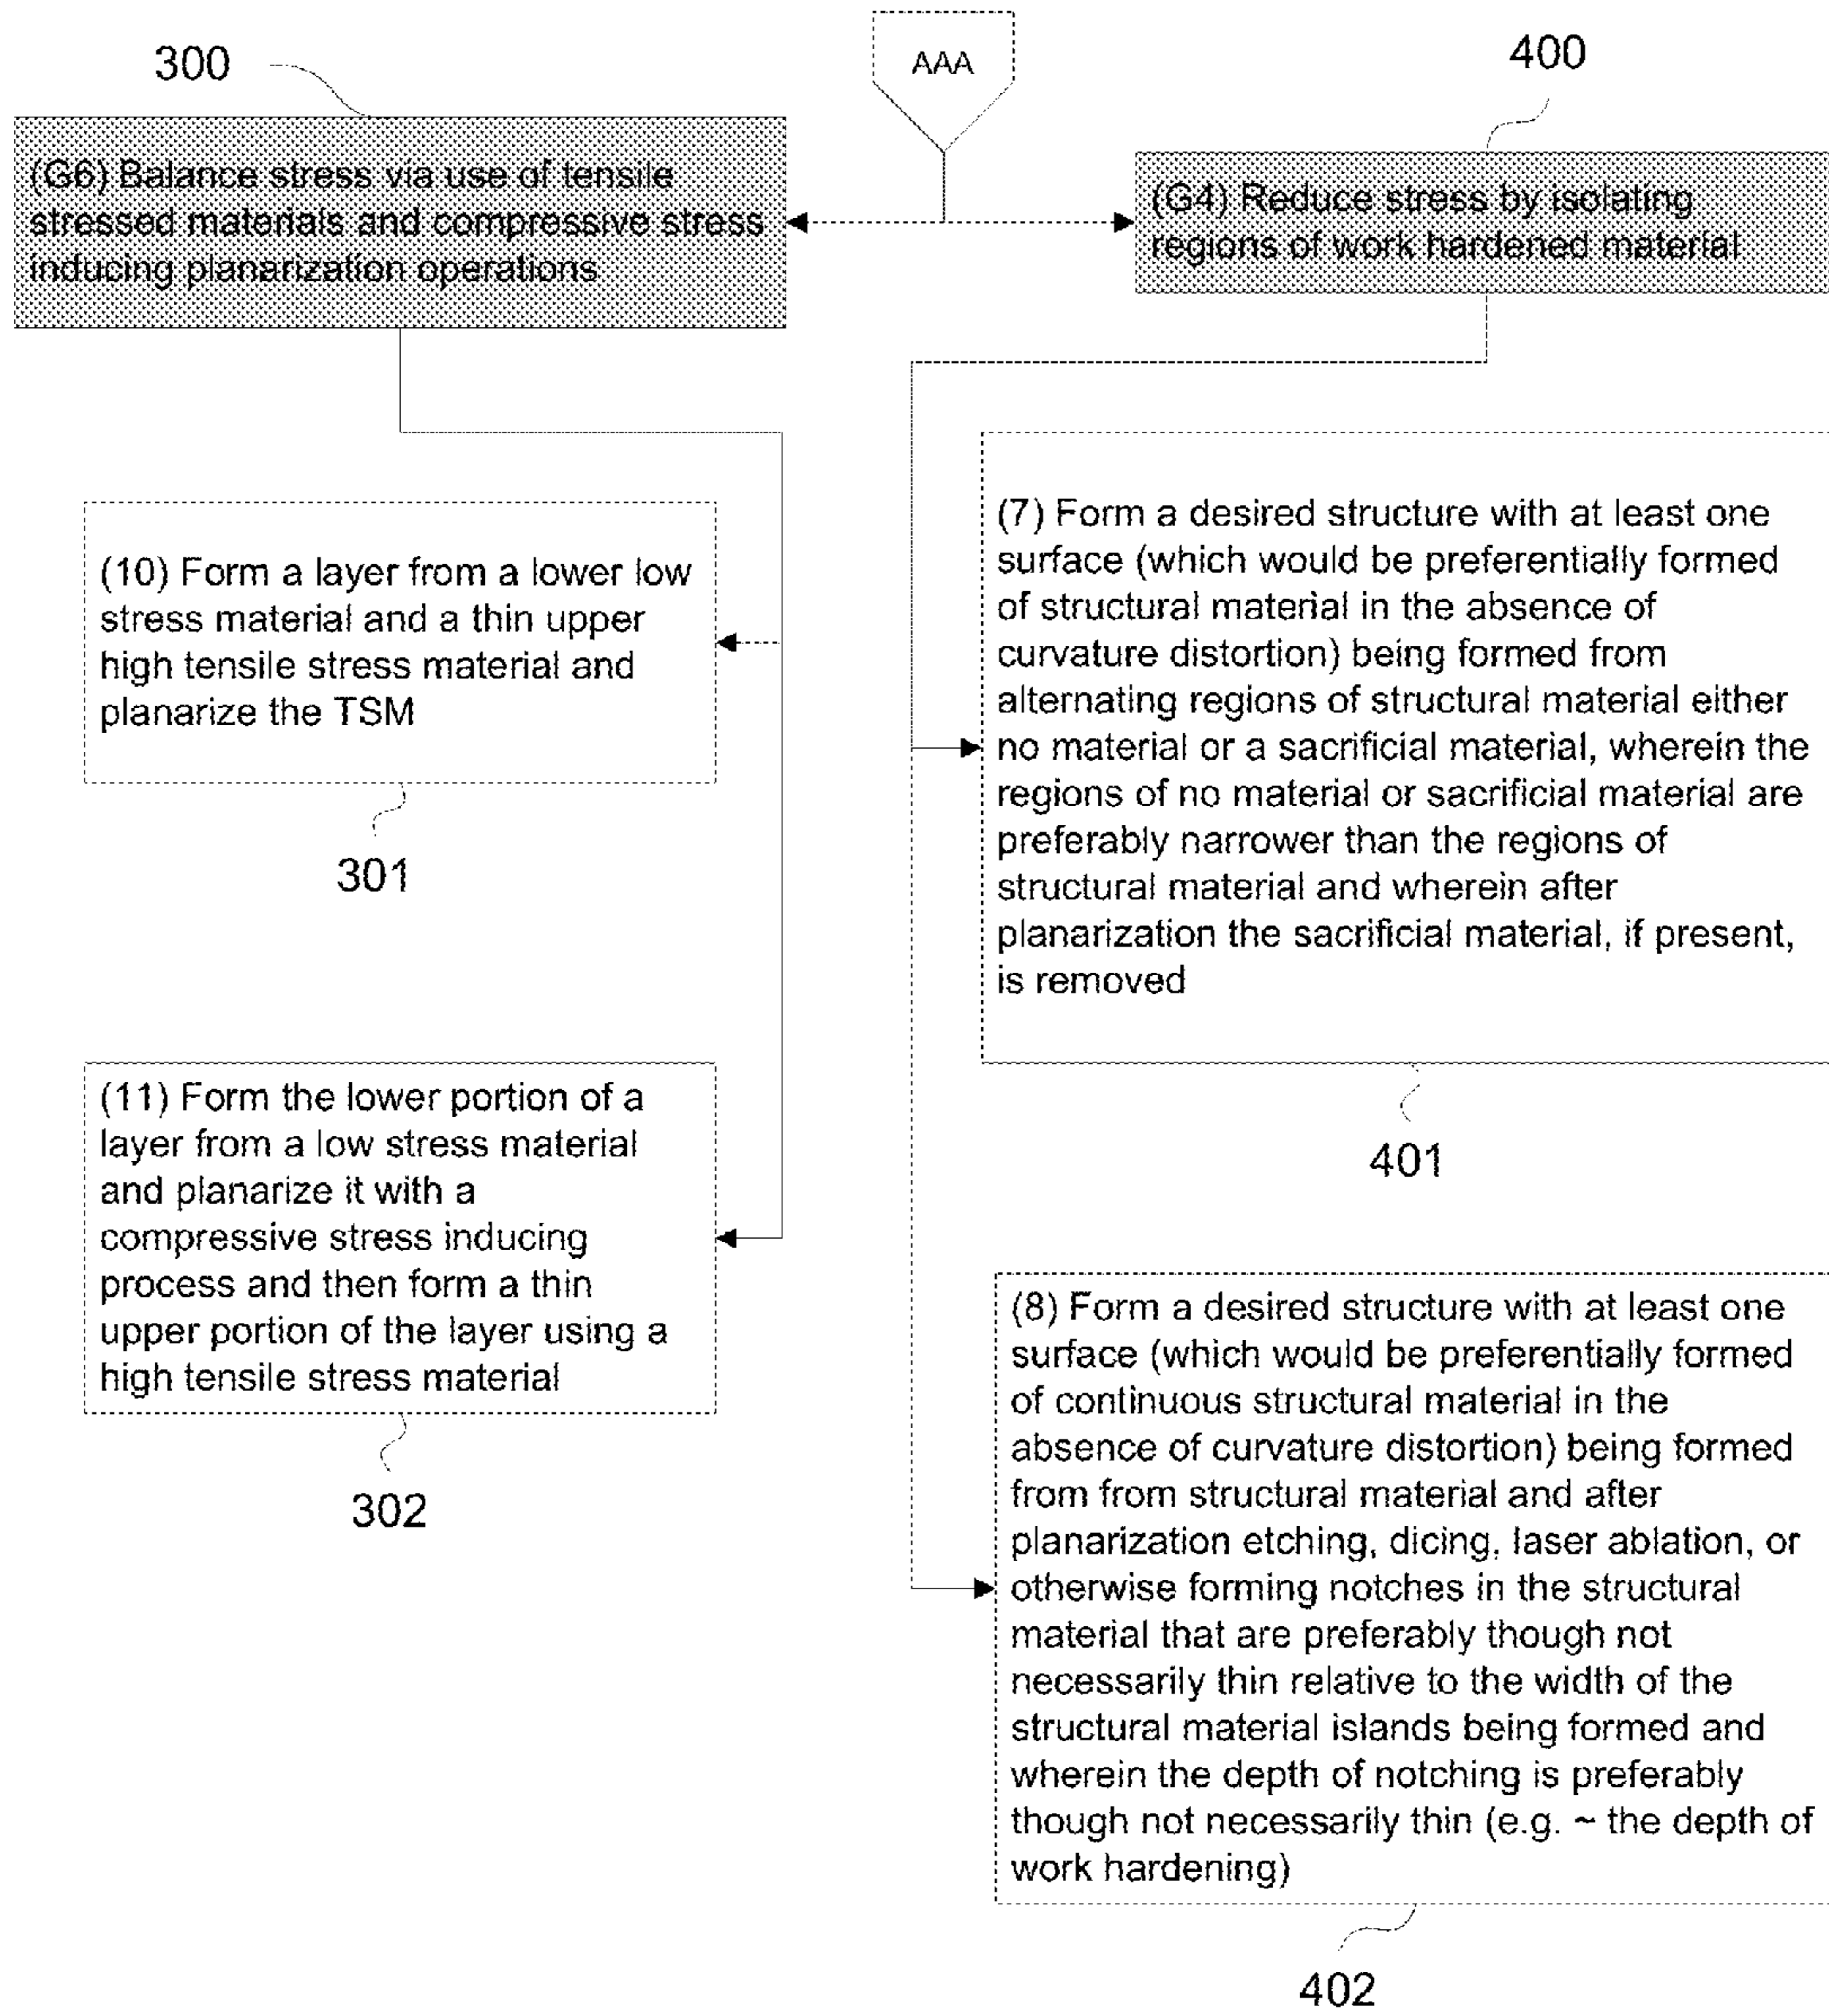 300
AAA
400
(G6) Balance stress via use of tensile
stressed materials and compressive stress
inducing planarization operations
(G4) Reduce stress by isolating
regions of work hardened material
(10) Form a layer from a lower low
stress material and a thin upper
high tensile stress material and
planarize the TSM
301
(11) Form the lower portion of a
layer from a low stress material
and planarize it with a
compressive stress inducing
process and then form a thin
upper portion of the layer using a
high tensile stress material
302
(7) Form a desired structure with at least one
surface (which would be preferentially formed
of structural material in the absence of
curvature distortion) being formed from
alternating regions of structural material either
no material or a sacrificial material, wherein the
regions of no material or sacrificial material are
preferably narrower than the regions of
structural material and wherein after
planarization the sacrificial material, if present,
is removed
401
(8) Form a desired structure with at least one
surface (which would be preferentially formed
of continuous structural material in the
absence of curvature distortion) being formed
from from structural material and after
planarization etching, dicing, laser ablation, or
otherwise forming notches in the structural
material that are preferably though not
necessarily thin relative to the width of the
structural material islands being formed and
wherein the depth of notching is preferably
though not necessarily thin (e.g. ~ the depth of
work hardening)
402